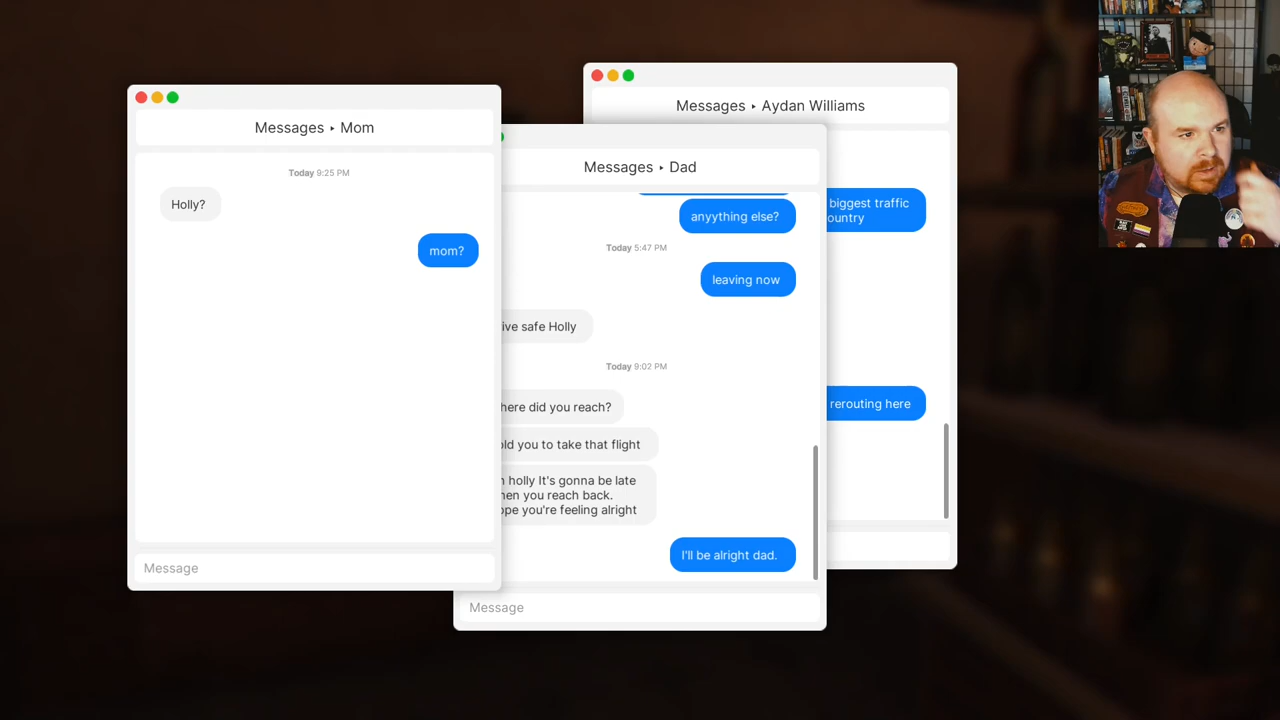 Messages ▸ Mom
Today 9:25 PM
Holly?
mom?
Message
Messages ▸ Dad
anyything else?
Today 5:47 PM
leaving now
ive safe Holly
Today 9:02 PM
here did you reach?
old you to take that flight
holly It's gonna be late
hen you reach back.
ope you're feeling alright
I'll be alright dad.
Message
Messages ▸ Aydan Williams
biggest traffic
ountry
rerouting here